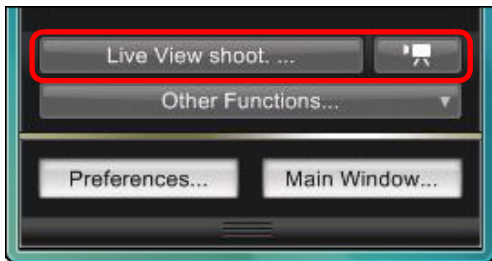 Live View shoot. ...
Other Functions...
Preferences... Main Window...